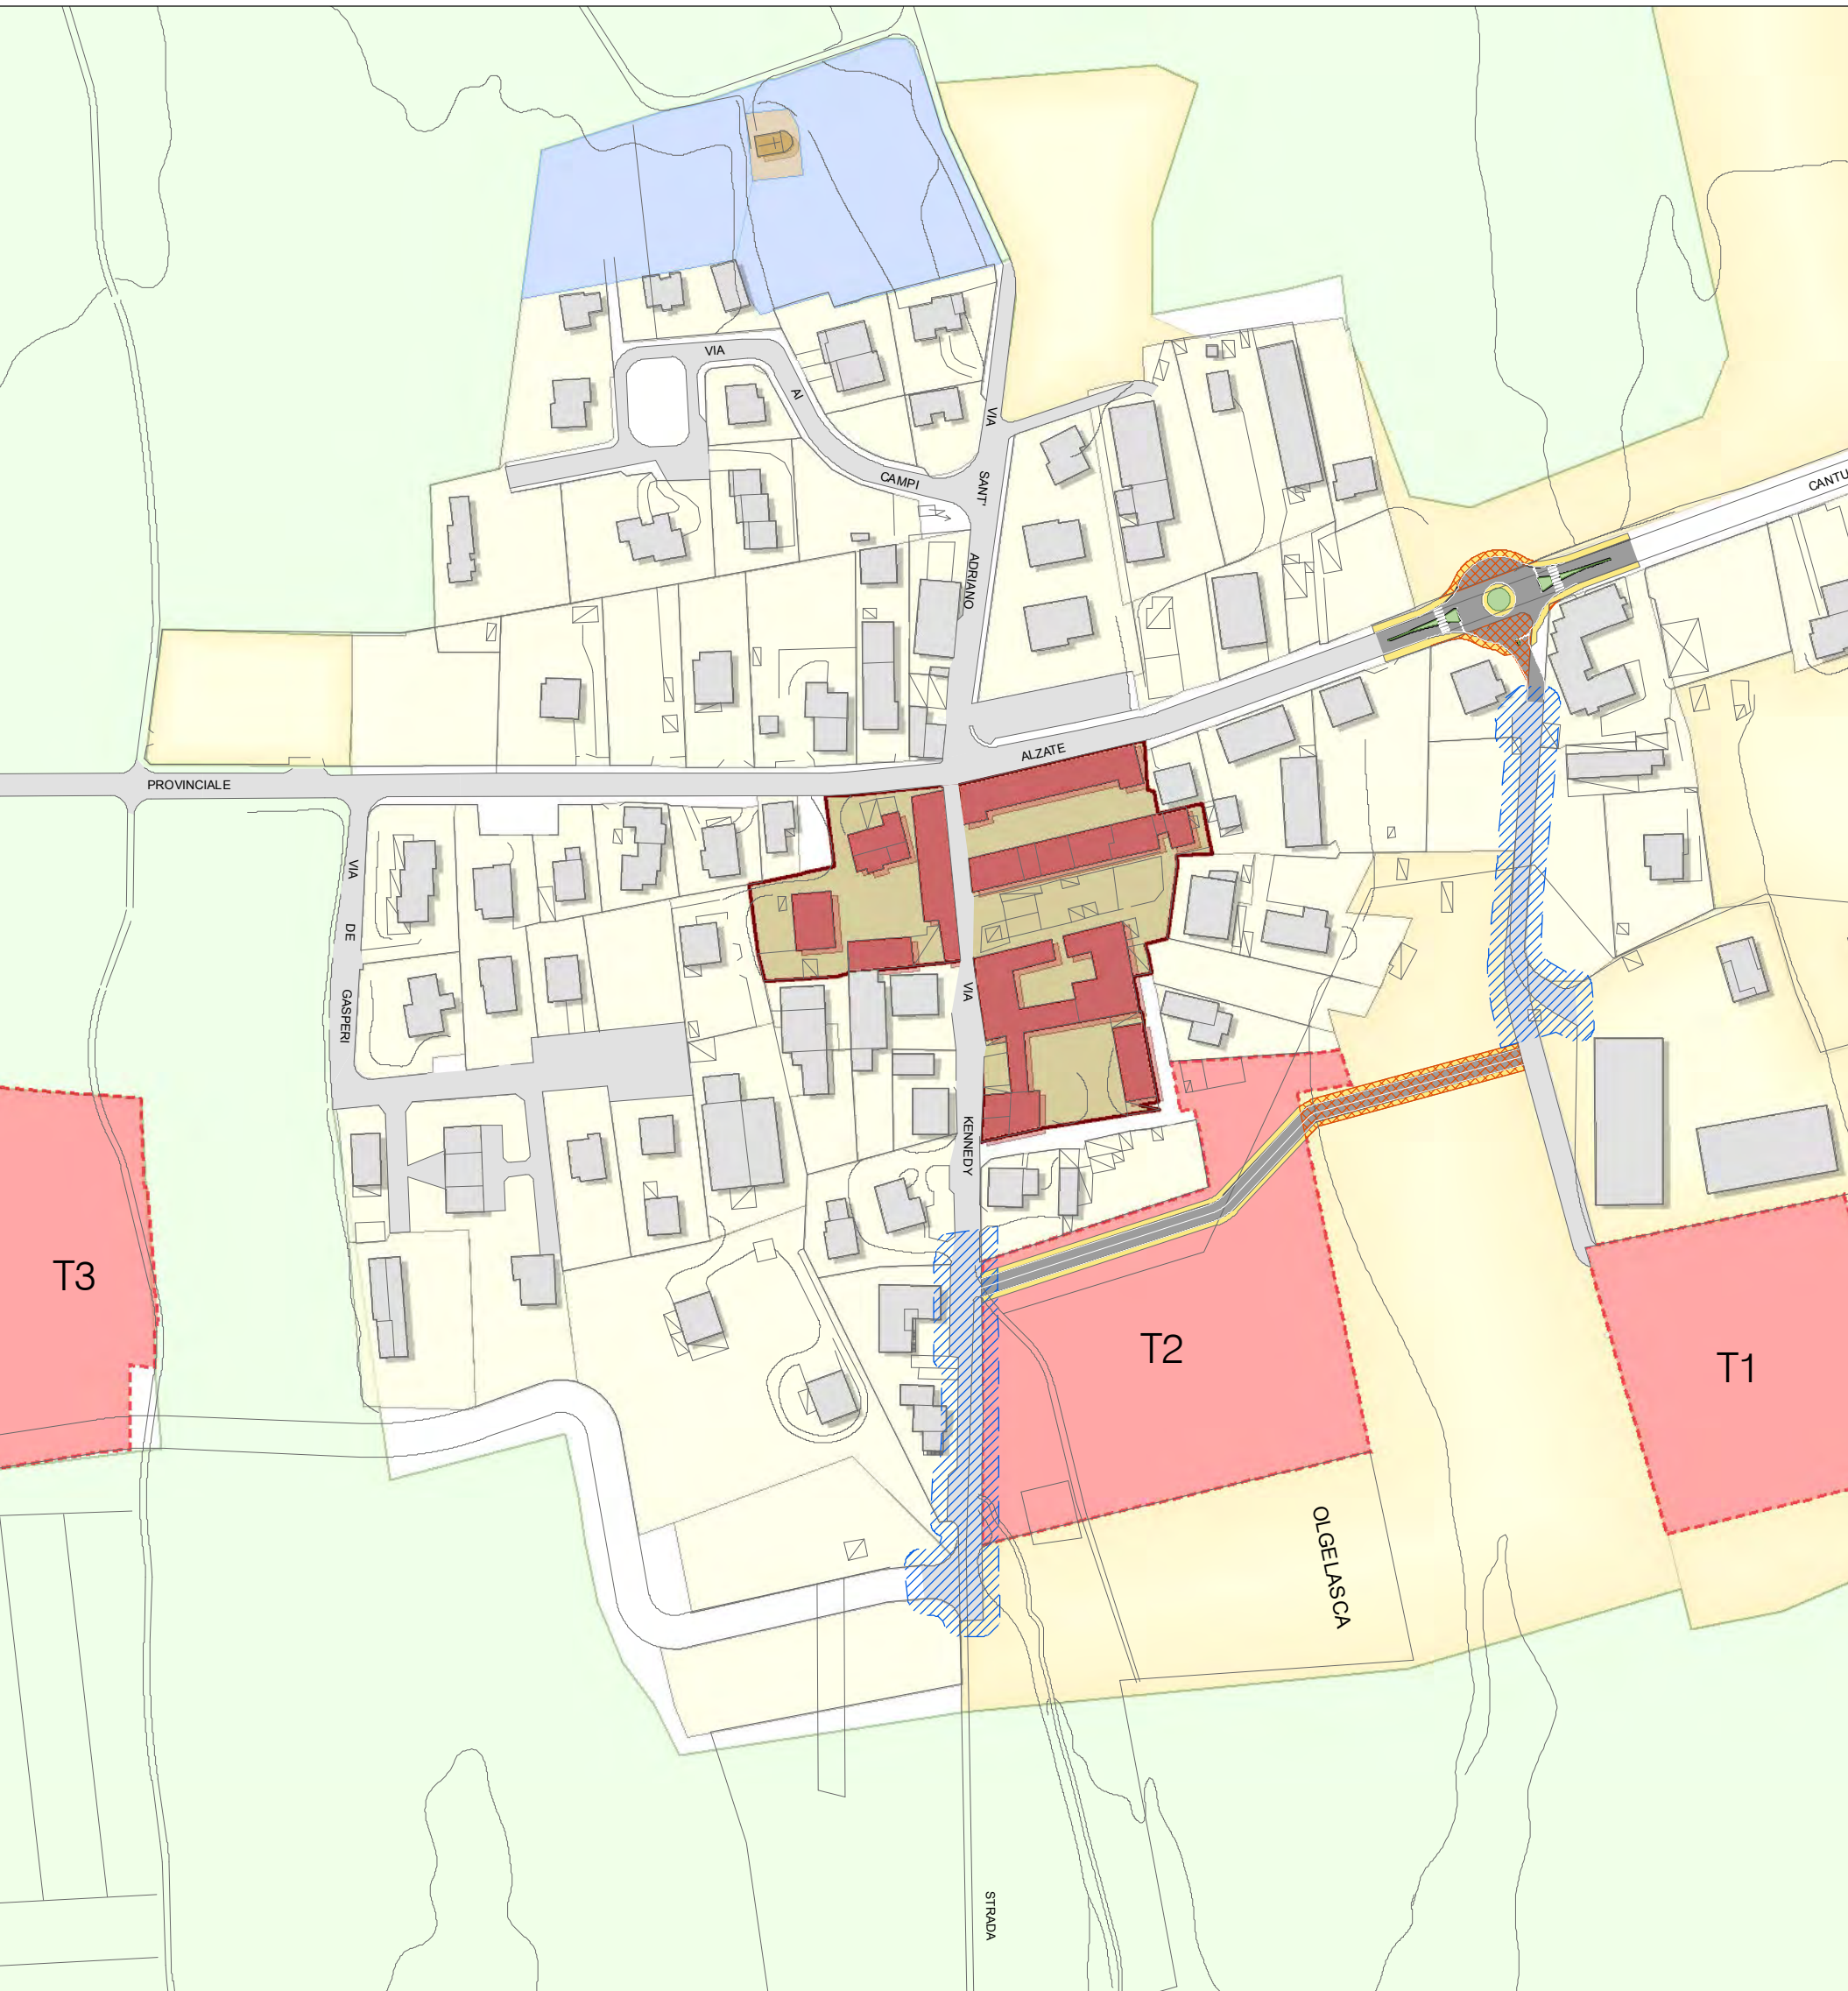 VIA
AI
VIA
CAMPI
SANT'
CANTU
ADRIANO
ALZATE
PROVINCIALE
VIA
DE
GASPERI
VIA
KENNEDY
T3
T2
T1
OLGELASCA
STRADA